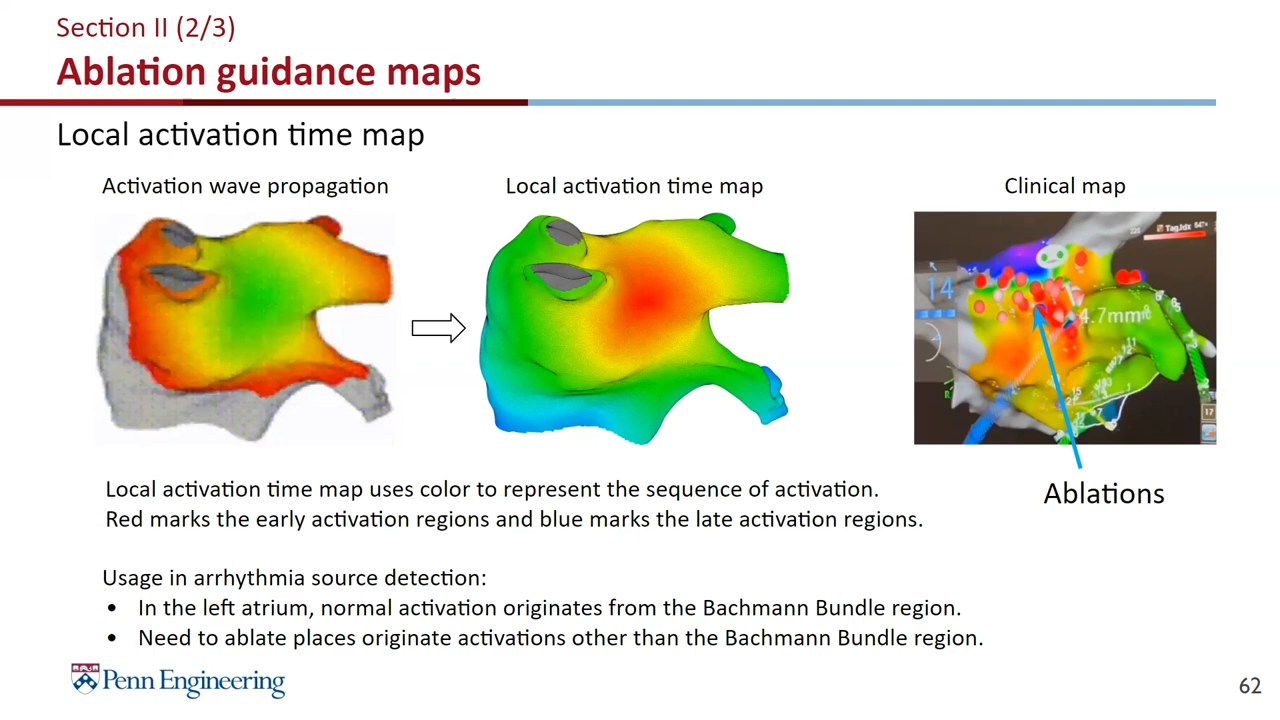 Section II (2/3)
Ablation guidance maps
Local activation time map
Activation wave propagation
Local activation time map
Clinical map
14
4.7mm
R
17
Ablations
Local activation time map uses color to represent the sequence of activation.
Red marks the early activation regions and blue marks the late activation regions.
Usage in arrhythmia source detection:
• In the left atrium, normal activation originates from the Bachmann Bundle region.
• Need to ablate places originate activations other than the Bachmann Bundle region.
Penn Engineering
62